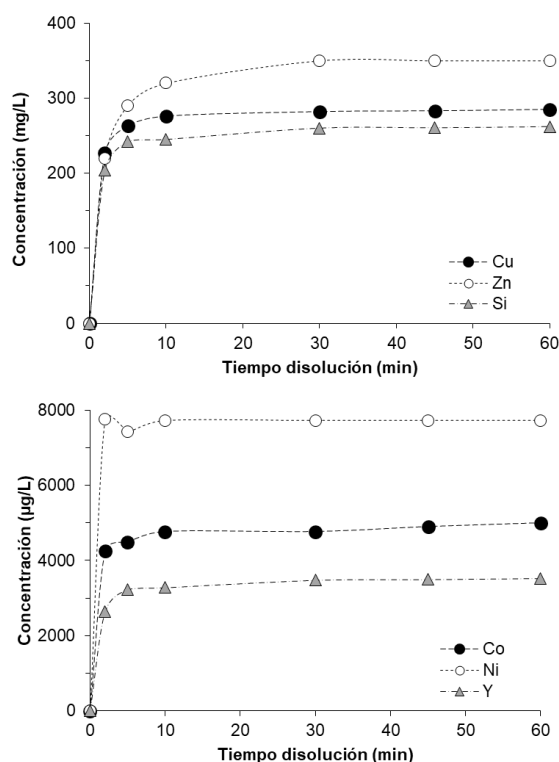 400
300
200
100
0
Concentración (mg/L)
Cu
Zn
Si
0 10 20 30 40 50 60
Tiempo disolución (min)
8000
6000
4000
2000
0
Concentración (µg/L)
Co
Ni
Y
0 10 20 30 40 50 60
Tiempo disolución (min)